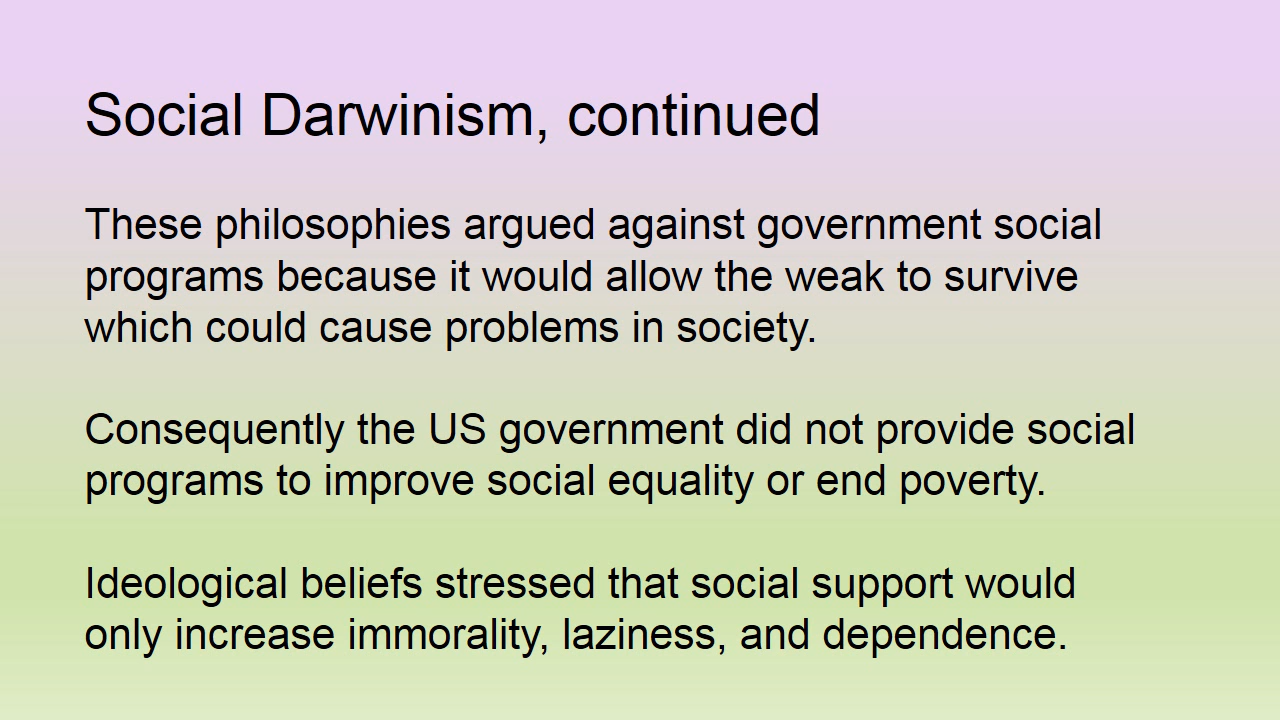 Social Darwinism, continued
These philosophies argued against government social
programs because it would allow the weak to survive
which could cause problems in society.
Consequently the US government did not provide social
programs to improve social equality or end poverty.
Ideological beliefs stressed that social support would
only increase immorality, laziness, and dependence.